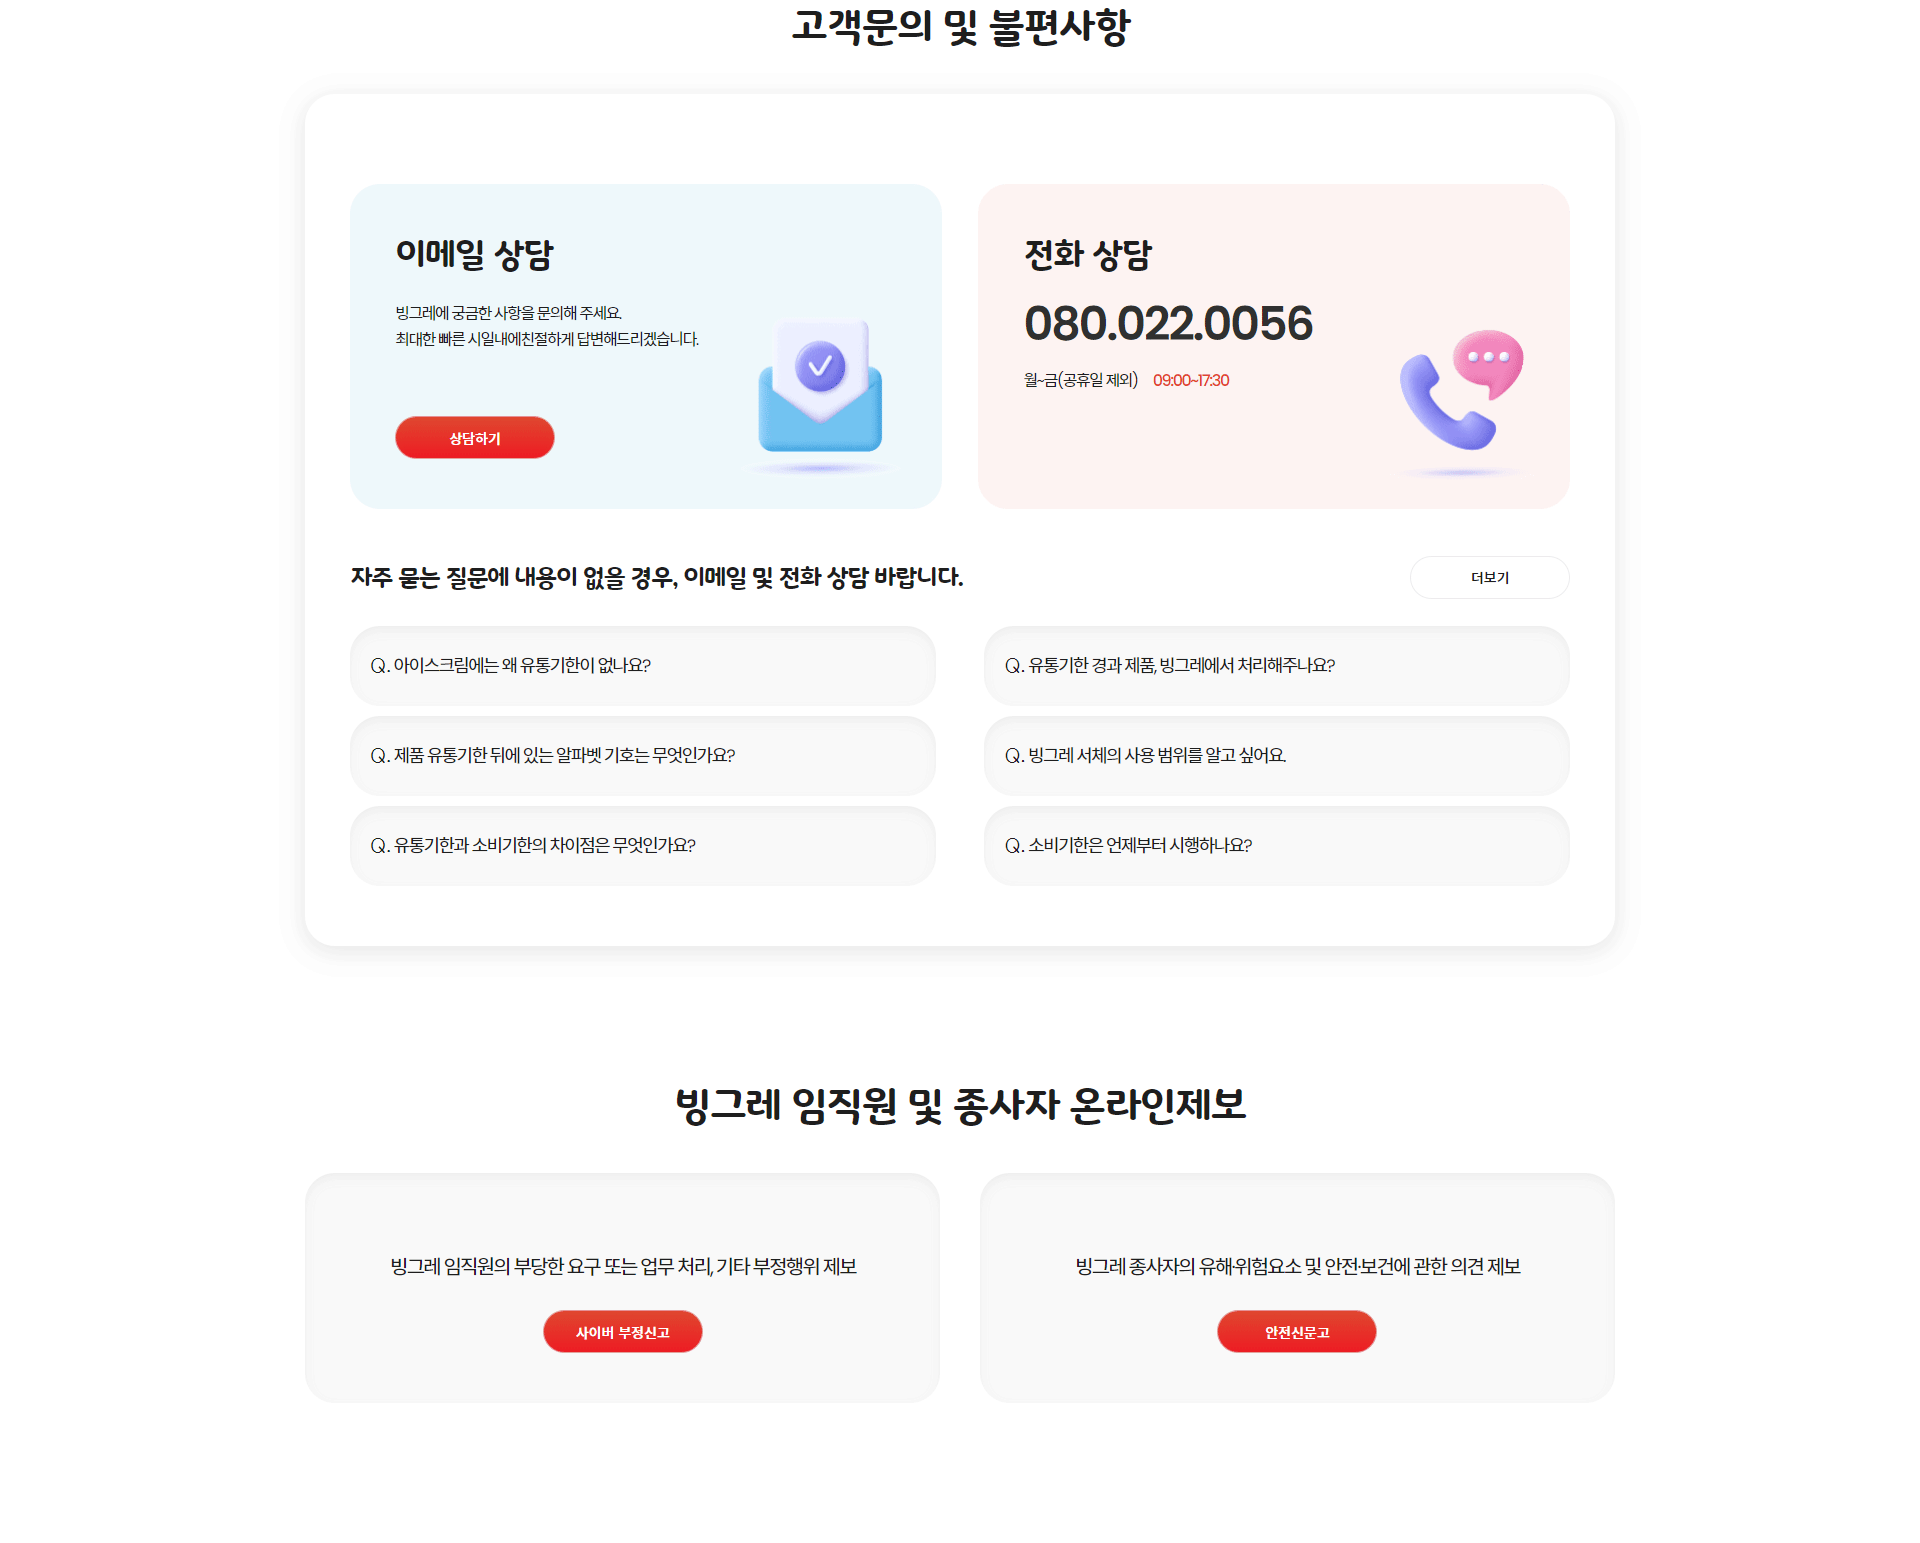 고객문의 및 불편사항
이메일 상담
빙그레에 궁금한 사항을 문의해 주세요.
최대한 빠른 시일내에친절하게 답변해드리겠습니다.
상담하기
전화 상담
080.022.0056
월~금(공휴일 제외) 09:00~17:30
자주 묻는 질문에 내용이 없을 경우, 이메일 및 전화 상담 바랍니다.
더보기
Q. 아이스크림에는 왜 유통기한이 없나요?
Q. 유통기한 경과 제품, 빙그레에서 처리해주나요?
Q. 제품 유통기한 뒤에 있는 알파벳 기호는 무엇인가요?
Q. 빙그레 서체의 사용 범위를 알고 싶어요.
Q. 유통기한과 소비기한의 차이점은 무엇인가요?
Q. 소비기한은 언제부터 시행하나요?
빙그레 임직원 및 종사자 온라인제보
빙그레 임직원의 부당한 요구 또는 업무 처리, 기타 부정행위 제보
사이버 부정신고
빙그레 종사자의 유해·위험요소 및 안전·보건에 관한 의견 제보
안전신문고